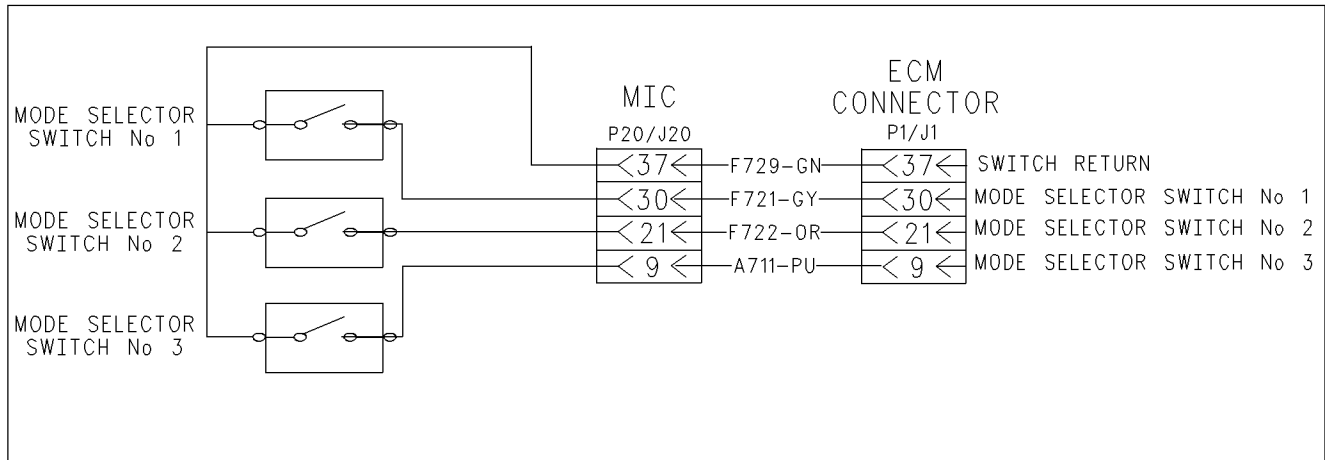 MODE SELECTOR
SWITCH No 1
MODE SELECTOR
SWITCH No 2
MODE SELECTOR
SWITCH No 3
MIC
P20/J20
ECM
CONNECTOR
P1/J1
37 F729-GN 37 SWITCH RETURN
30 F721-GY 30 MODE SELECTOR SWITCH No 1
21 F722-OR 21 MODE SELECTOR SWITCH No 2
9 A711-PU 9 MODE SELECTOR SWITCH No 3